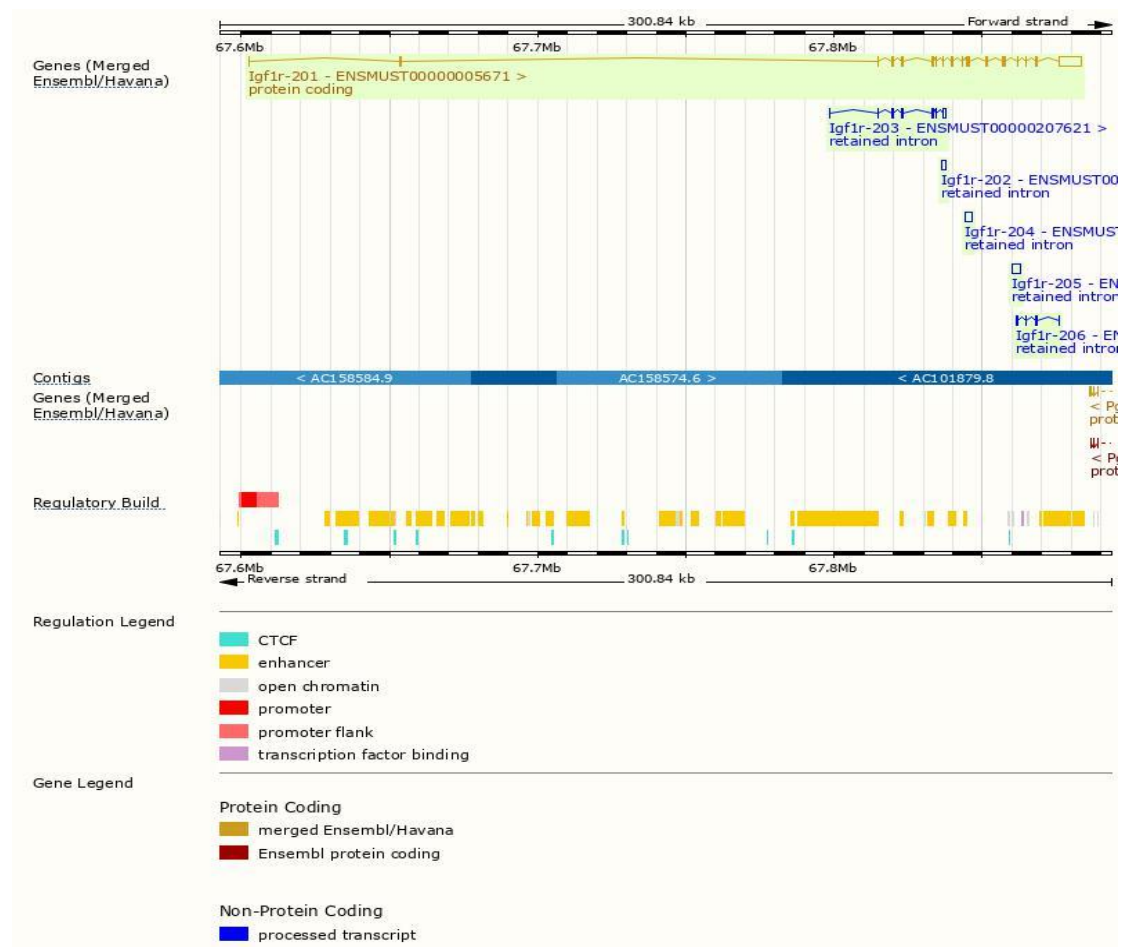 300.84 kb Forward strand
67.6Mb 67.7Mb 67.8Mb
Genes (Merged
Ensembl/Havana)
Igf1r-201 - ENSMUST00000005671 >
protein coding
Igf1r-203 - ENSMUST00000207621 >
retained intron
Igf1r-202 - ENSMUST00
retained intron
Igf1r-204 - ENSMUST
retained intron
Igf1r-205 - EN
retained intron
Igf1r-206 - EN
retained intro
Contigs
< AC158584.9 AC158574.6 > < AC101879.8
Genes (Merged
Ensembl/Havana)
< Pg
prot
< Pg
prot
Regulatory Build
67.6Mb 67.7Mb 67.8Mb
Reverse strand 300.84 kb
Regulation Legend
CTCF
enhancer
open chromatin
promoter
promoter flank
transcription factor binding
Gene Legend
Protein Coding
merged Ensembl/Havana
Ensembl protein coding
Non-Protein Coding
processed transcript